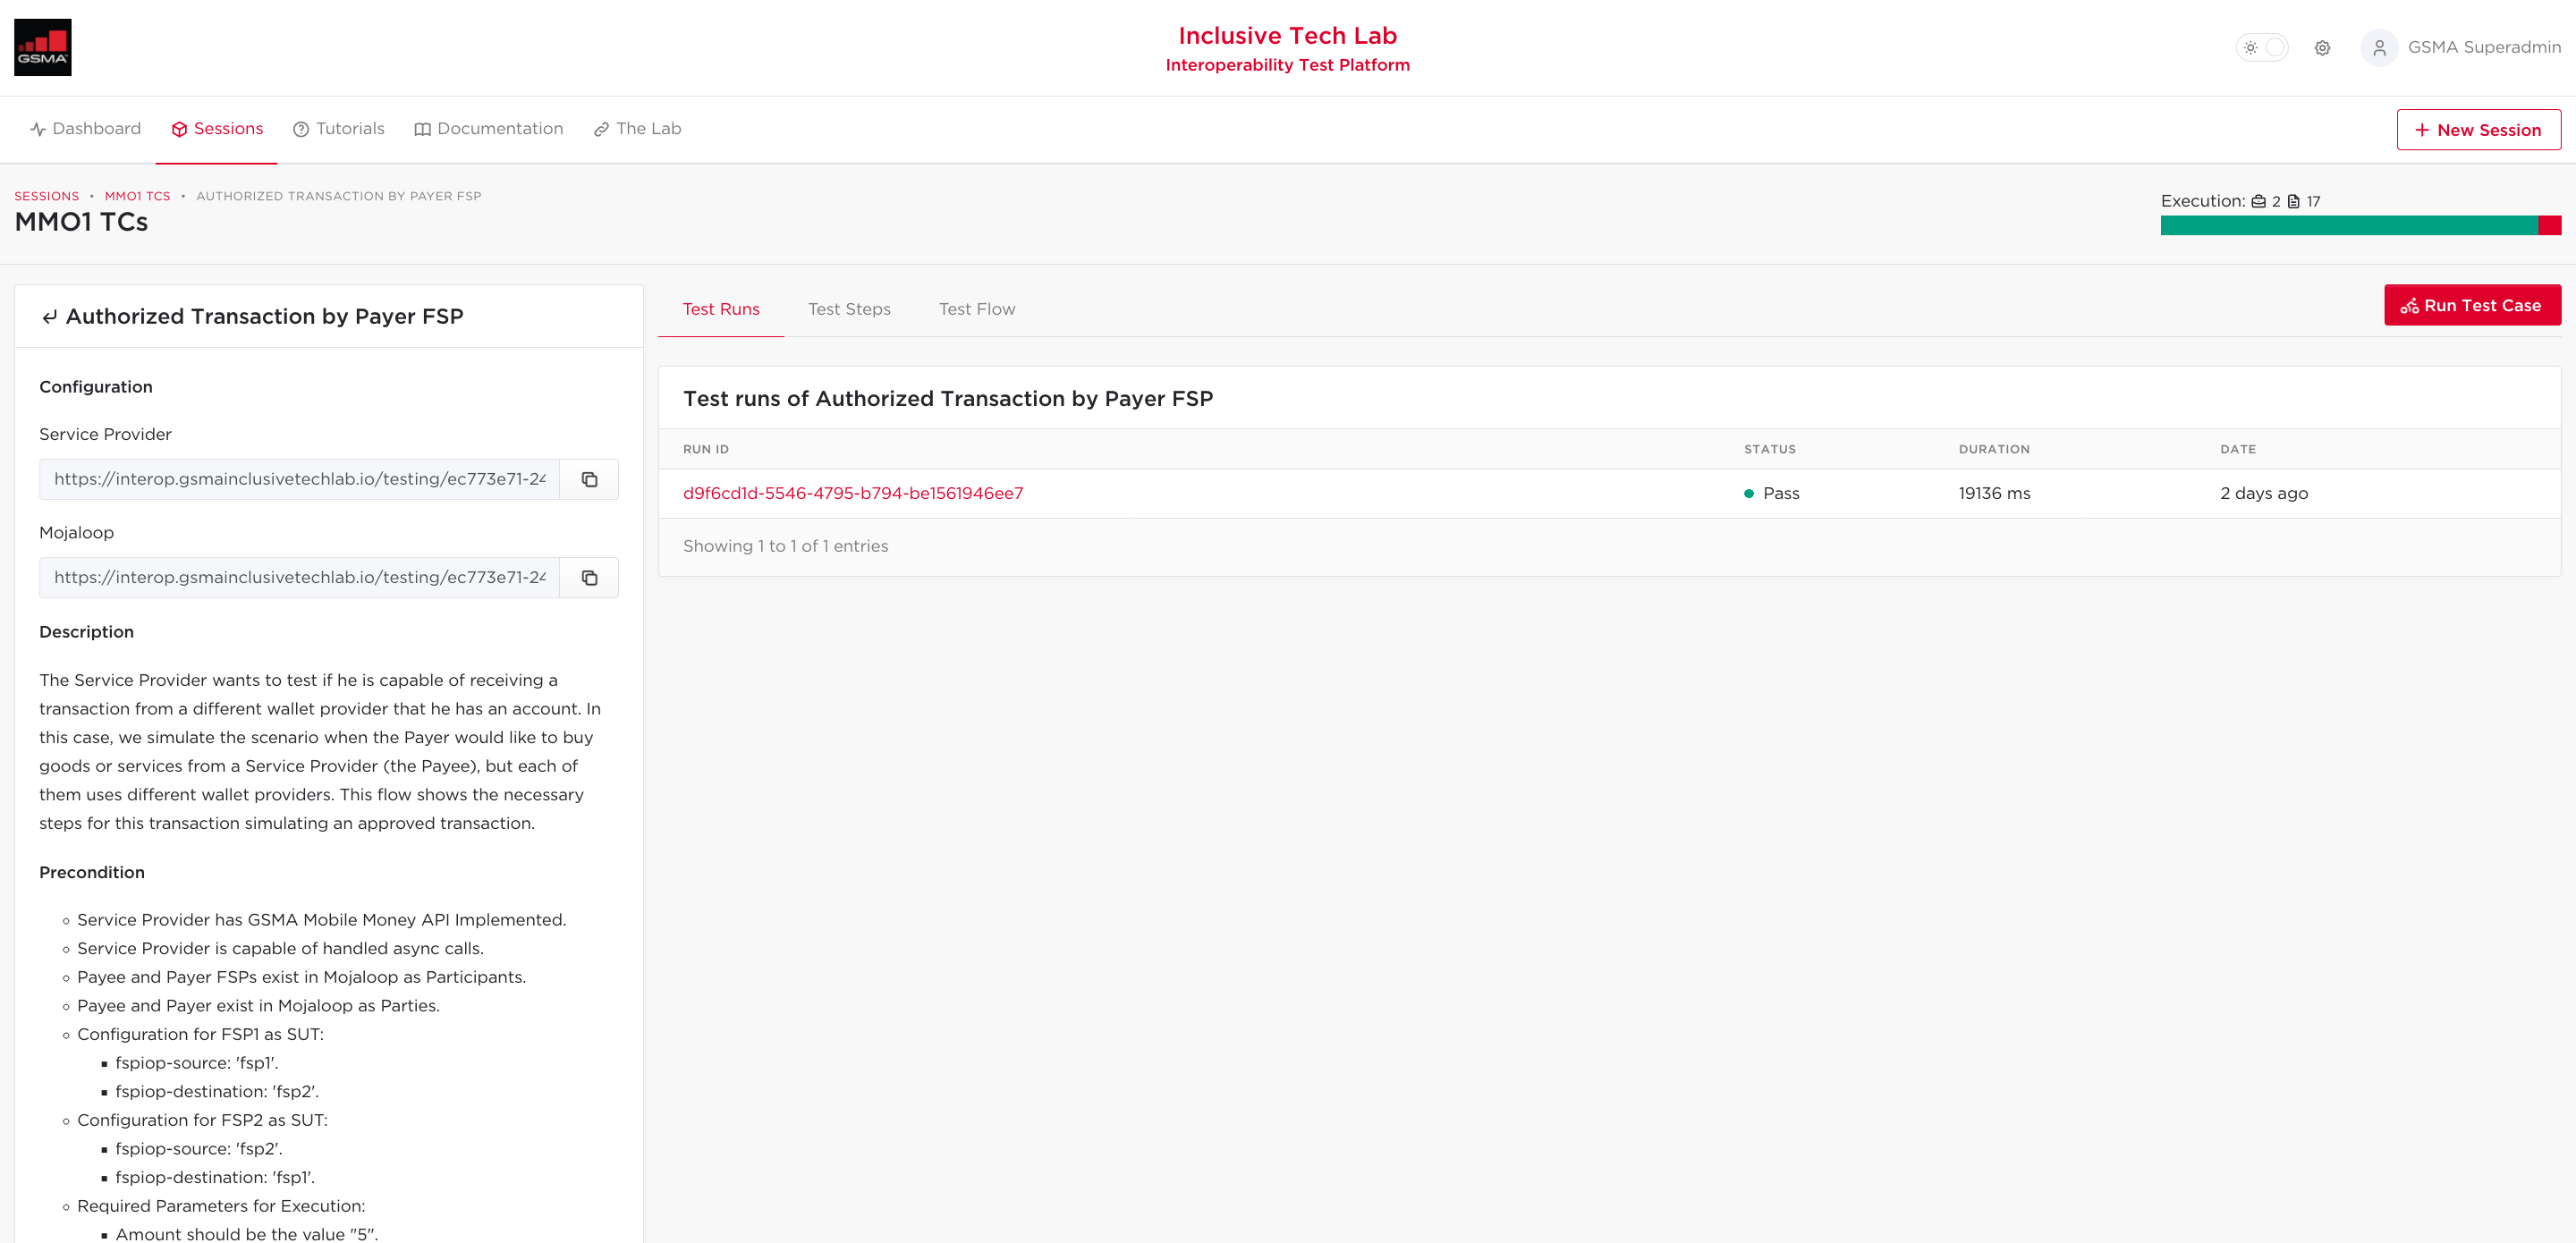 GSMA
Inclusive Tech Lab
Interoperability Test Platform
GSMA Superadmin
Dashboard
Sessions
Tutorials
Documentation
The Lab
+ New Session
SESSIONS • MMO1 TCS • AUTHORIZED TRANSACTION BY PAYER FSP
MMO1 TCs
Execution: 2 17
Authorized Transaction by Payer FSP
Configuration
Service Provider
https://interop.gsmainclusivetechlab.io/testing/ec773e71-24
Mojaloop
https://interop.gsmainclusivetechlab.io/testing/ec773e71-24
Description
The Service Provider wants to test if he is capable of receiving a
transaction from a different wallet provider that he has an account. In
this case, we simulate the scenario when the Payer would like to buy
goods or services from a Service Provider (the Payee), but each of
them uses different wallet providers. This flow shows the necessary
steps for this transaction simulating an approved transaction.
Precondition
Service Provider has GSMA Mobile Money API Implemented.
Service Provider is capable of handled async calls.
Payee and Payer FSPs exist in Mojaloop as Participants.
Payee and Payer exist in Mojaloop as Parties.
Configuration for FSP1 as SUT:
fspiop-source: 'fsp1'.
fspiop-destination: 'fsp2'.
Configuration for FSP2 as SUT:
fspiop-source: 'fsp2'.
fspiop-destination: 'fsp1'.
Required Parameters for Execution:
Amount should be the value "5".
Test Runs
Test Steps
Test Flow
Run Test Case
Test runs of Authorized Transaction by Payer FSP
RUN ID STATUS DURATION DATE
d9f6cd1d-5546-4795-b794-be1561946ee7 Pass 19136 ms 2 days ago
Showing 1 to 1 of 1 entries